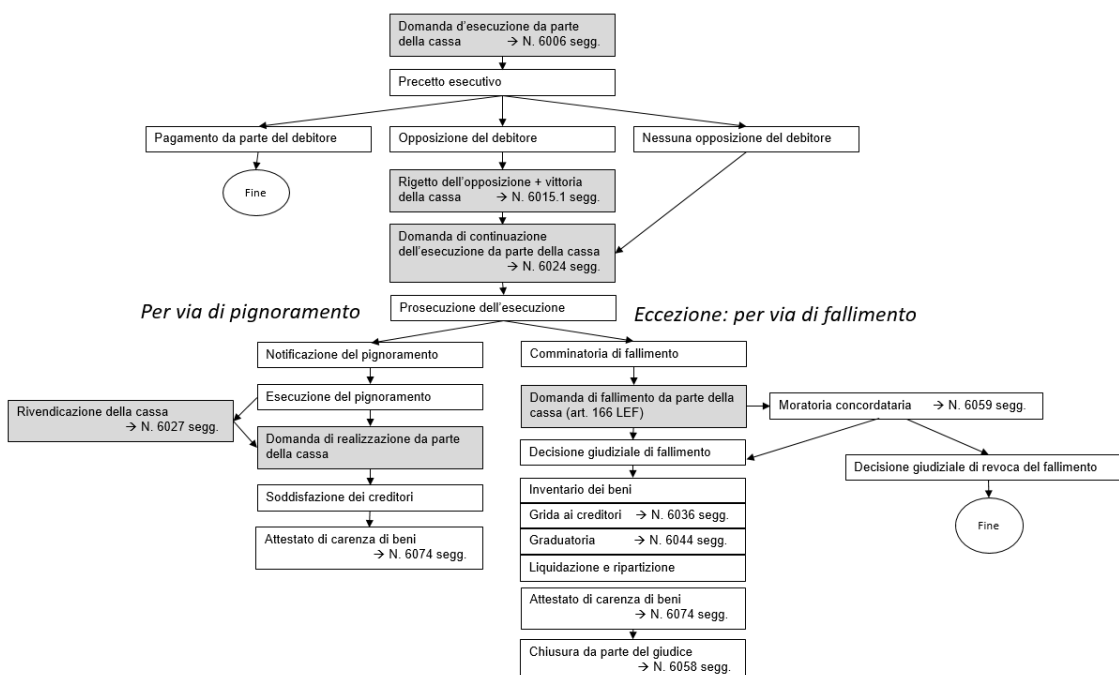 Domanda d'esecuzione da parte
della cassa → N. 6006 segg.
Precetto esecutivo
Pagamento da parte del debitore
Opposizione del debitore
Nessuna opposizione del debitore
Fine
Rigetto dell'opposizione + vittoria
della cassa → N. 6015.1 segg.
Domanda di continuazione
dell'esecuzione da parte della cassa
→ N. 6024 segg.
Prosecuzione dell'esecuzione
Per via di pignoramento
Eccezione: per via di fallimento
Notificazione del pignoramento
Esecuzione del pignoramento
Rivendicazione della cassa
→ N. 6027 segg.
Domanda di realizzazione da parte
della cassa
Soddisfazione dei creditori
Attestato di carenza di beni
→ N. 6074 segg.
Comminatoria di fallimento
Domanda di fallimento da parte della
cassa (art. 166 LEF)
Moratoria concordataria → N. 6059 segg.
Decisione giudiziale di fallimento
Decisione giudiziale di revoca del fallimento
Fine
Inventario dei beni
Grida ai creditori → N. 6036 segg.
Graduatoria → N. 6044 segg.
Liquidazione e ripartizione
Attestato di carenza di beni
→ N. 6074 segg.
Chiusura da parte del giudice
→ N. 6058 segg.